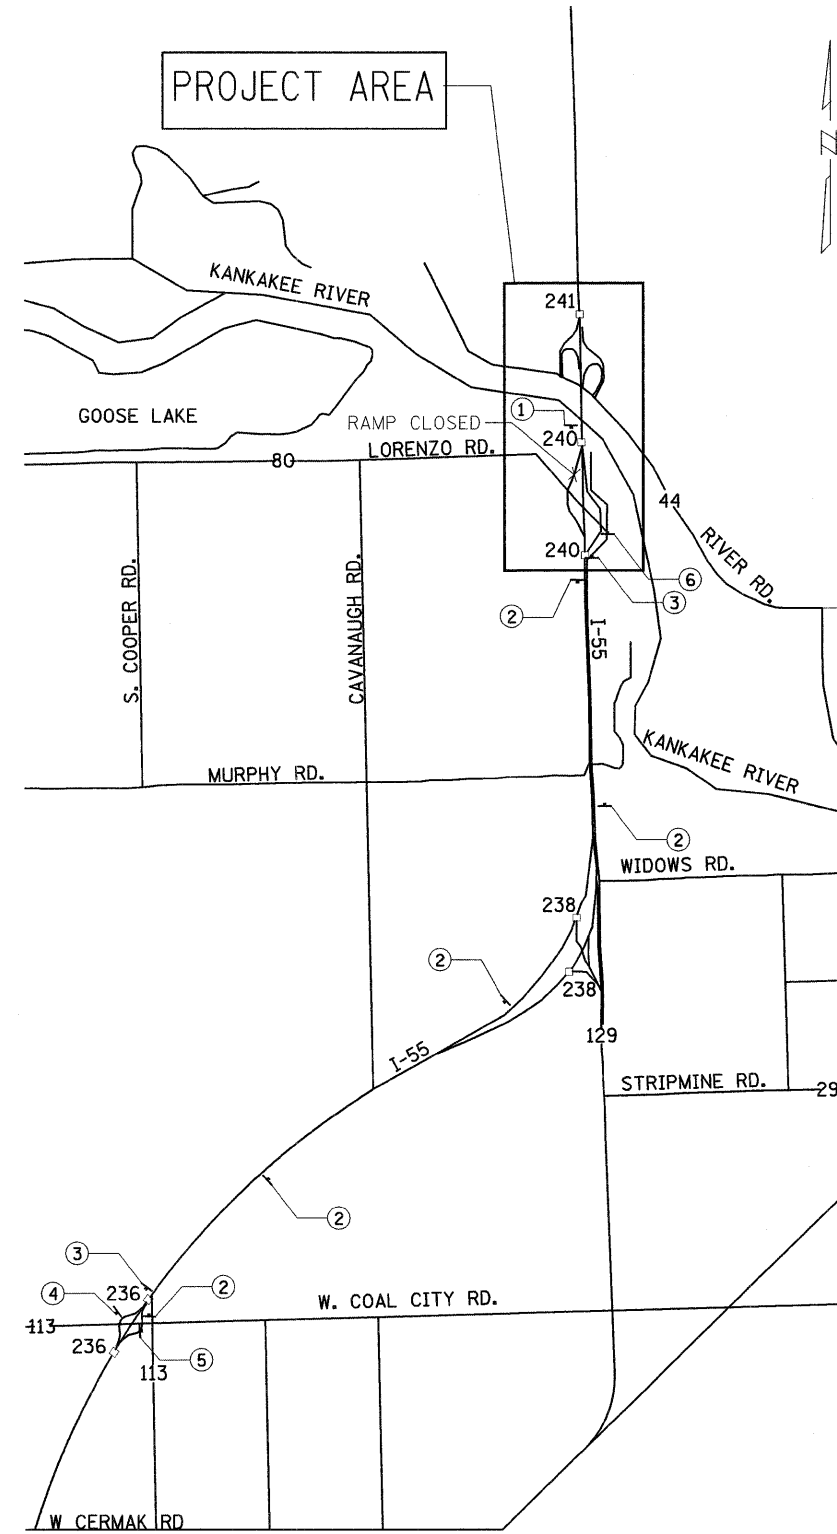 PROJECT AREA
N
KANKAKEE RIVER
241
GOOSE LAKE
1
RAMP CLOSED
240
LORENZO RD.
80
44
RIVER RD.
240
6
3
2
S. COOPER RD.
CAVANAUGH RD.
I-55
KANKAKEE RIVER
MURPHY RD.
2
WIDOWS RD.
238
2
238
129
I-55
STRIPMINE RD.
29
2
3
236
2
4
W. COAL CITY RD.
113
236
5
113
W CERMAK RD